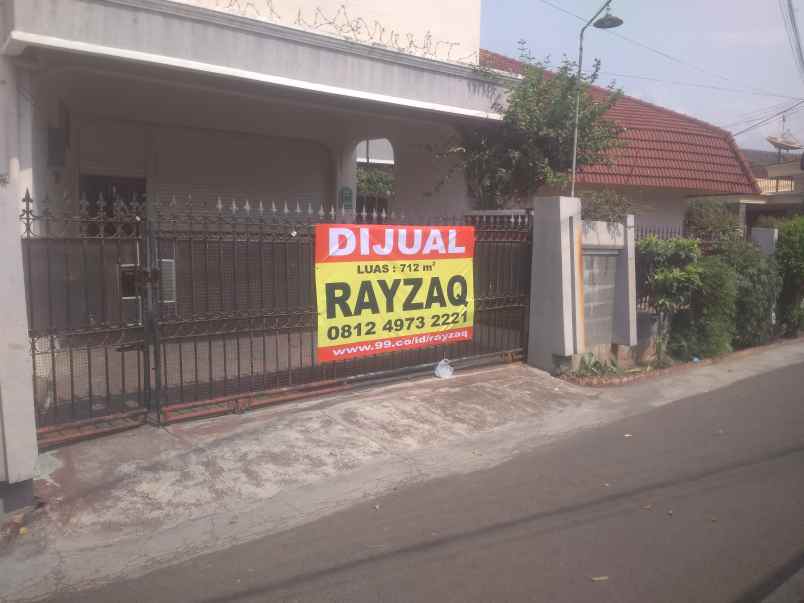 DIJUAL
LUAS : 712 m²
RAYZAQ
0812 4973 2221
www.99.co/id/rayzaq